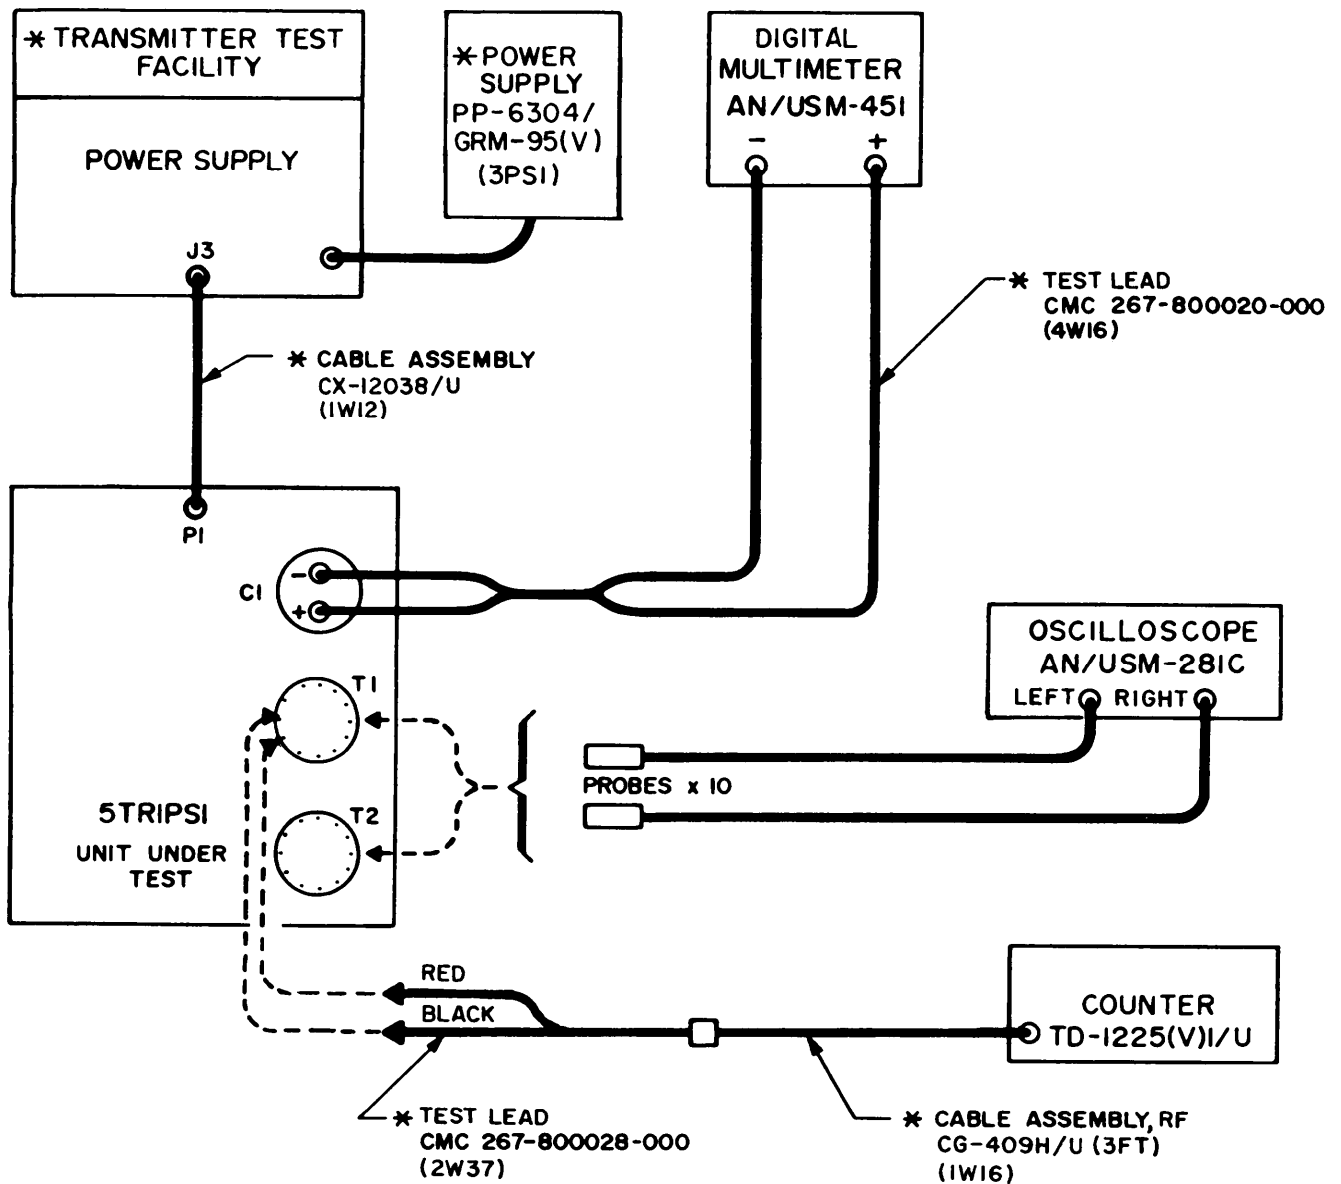 * TRANSMITTER TEST
FACILITY
POWER SUPPLY
J3
* POWER
SUPPLY
PP-6304/
GRM-95(V)
(3PS1)
DIGITAL
MULTIMETER
AN/USM-451
- +
* TEST LEAD
CMC 267-800020-000
(4W16)
* CABLE ASSEMBLY
CX-12038/U
(1W12)
P1
C1
-
+
T1
T2
5TRIPS1
UNIT UNDER
TEST
OSCILLOSCOPE
AN/USM-281C
LEFT RIGHT
PROBES x 10
RED
BLACK
COUNTER
TD-1225(V)1/U
* TEST LEAD
CMC 267-800028-000
(2W37)
* CABLE ASSEMBLY, RF
CG-409H/U (3FT)
(1W16)